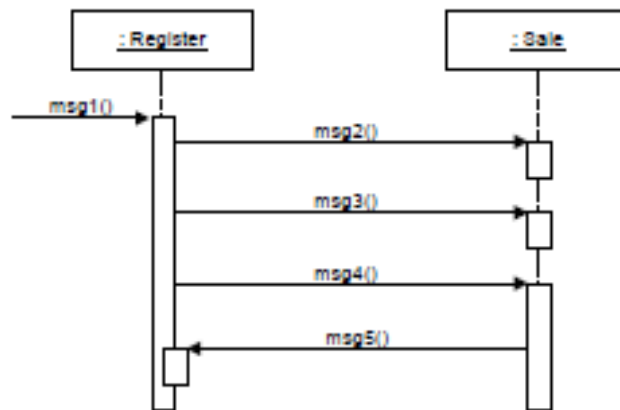 : Register
: Sale
msg1()
msg2()
msg3()
msg4()
msg5()